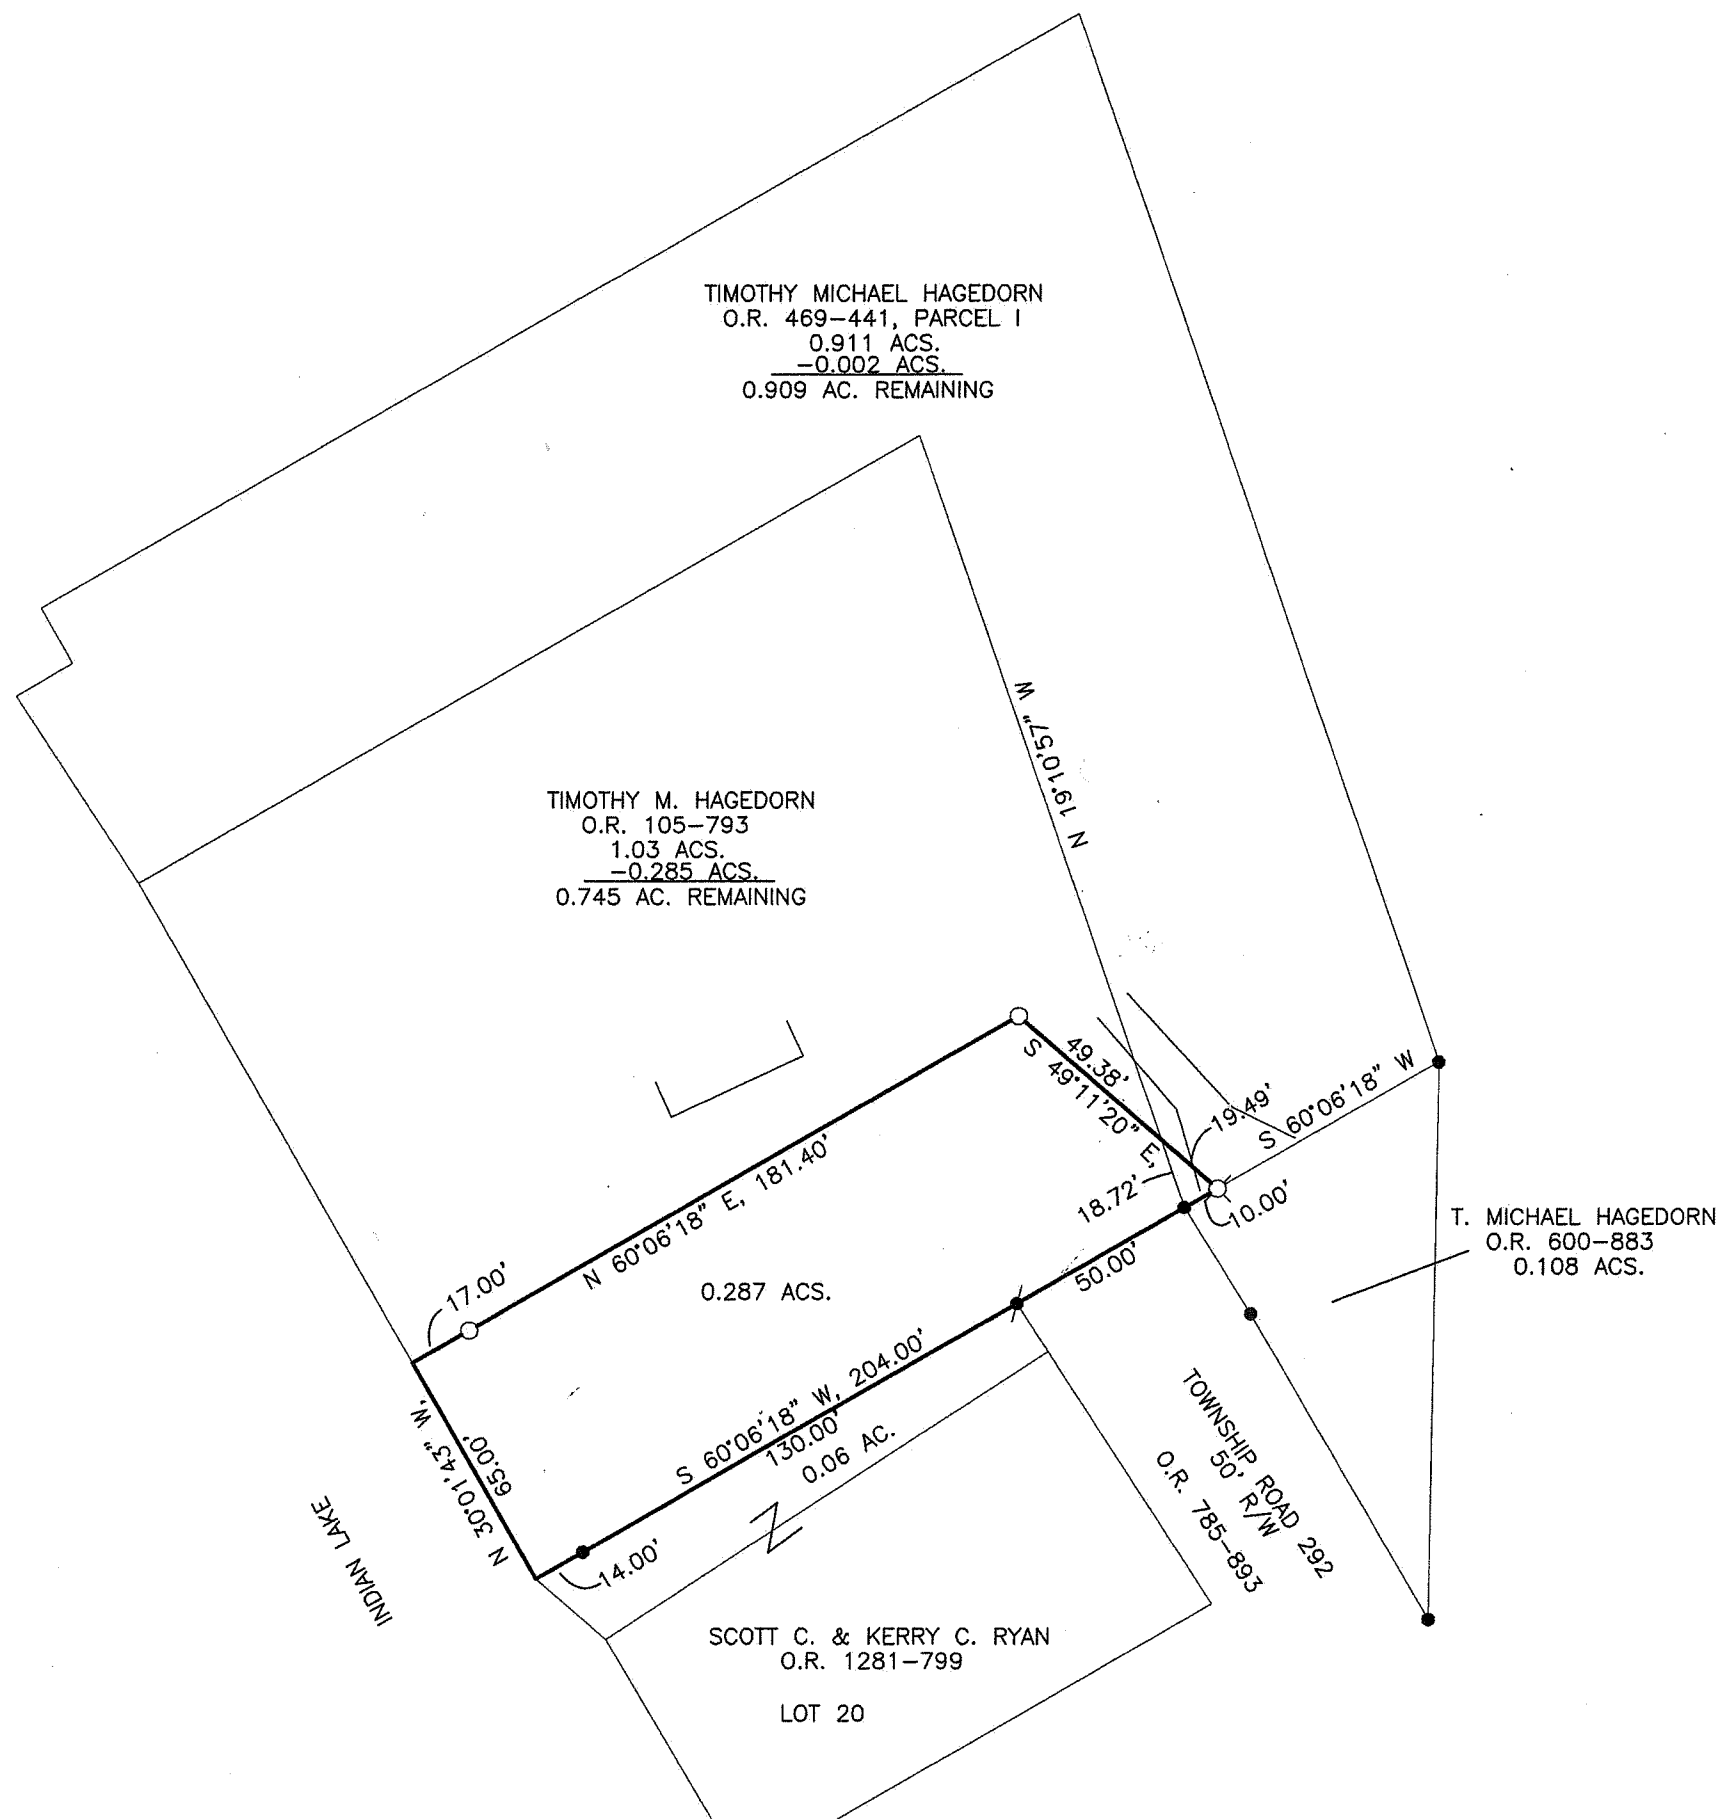 TIMOTHY MICHAEL HAGEDORN
O.R. 469-441, PARCEL I
0.911 ACS.
-0.002 ACS.
0.909 AC. REMAINING
N 19°10'57" W
TIMOTHY M. HAGEDORN
O.R. 105-793
1.03 ACS.
-0.285 ACS.
0.745 AC. REMAINING
49.38'
S 49°11'20" E,
19.49'
S 60°06'18" W
18.72'
10.00'
T. MICHAEL HAGEDORN
O.R. 600-883
0.108 ACS.
N 60°06'18" E, 181.40'
17.00'
0.287 ACS.
50.00'
S 60°06'18" W, 204.00'
130.00'
0.06 AC.
N 30°01'43" W,
65.00'
14.00'
INDIAN LAKE
TOWNSHIP ROAD 292
50' R/W
O.R. 785-893
SCOTT C. & KERRY C. RYAN
O.R. 1281-799
LOT 20